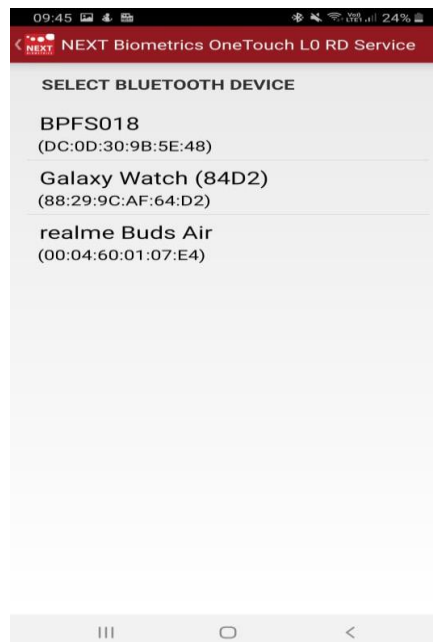 09:45 24%
NEXT NEXT Biometrics OneTouch L0 RD Service
SELECT BLUETOOTH DEVICE
BPFS018
(DC:0D:30:9B:5E:48)
Galaxy Watch (84D2)
(88:29:9C:AF:64:D2)
realme Buds Air
(00:04:60:01:07:E4)